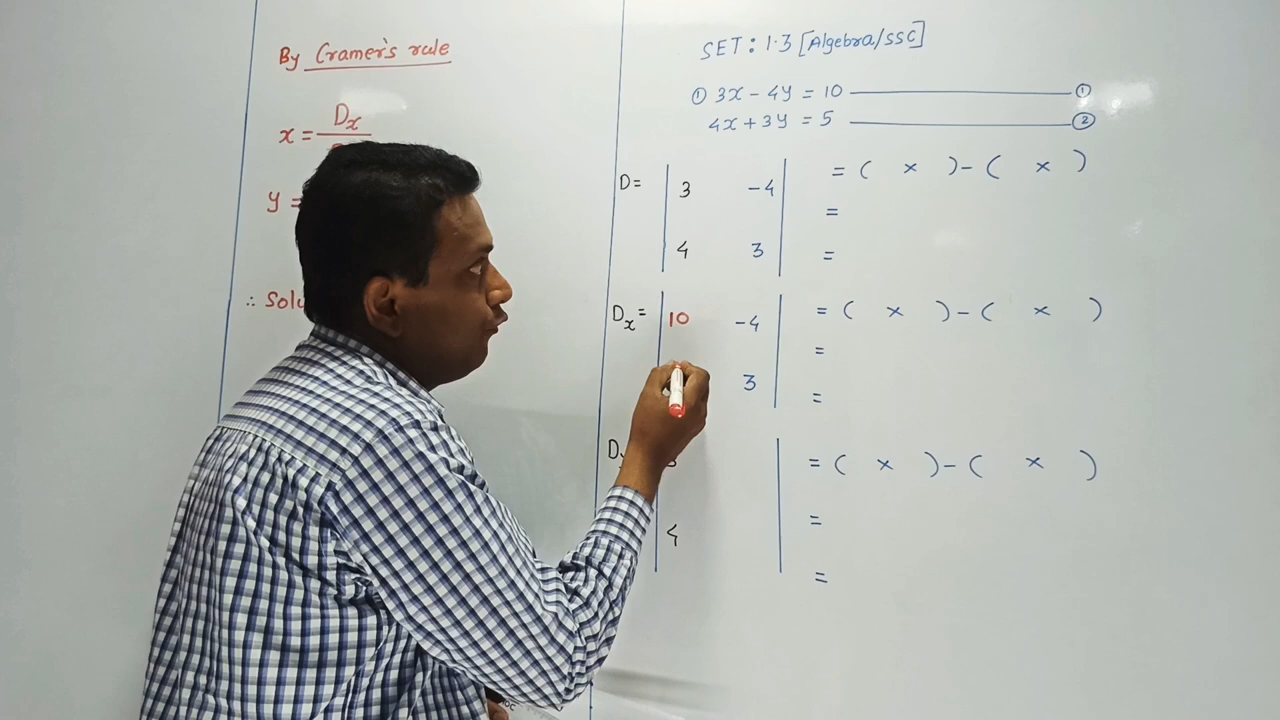 By Cramer's rule
x = Dx
y =
∴ Solu
SET: 1.3 [Algebra/SSC]
① 3x - 4y = 10 ①
4x + 3y = 5 ②
D = | 3 -4 | = ( × ) - ( × )
=
4 3 =
Dx = | 10 -4 | = ( × ) - ( × )
=
3 =
D = ( × ) - ( × )
=
4
=